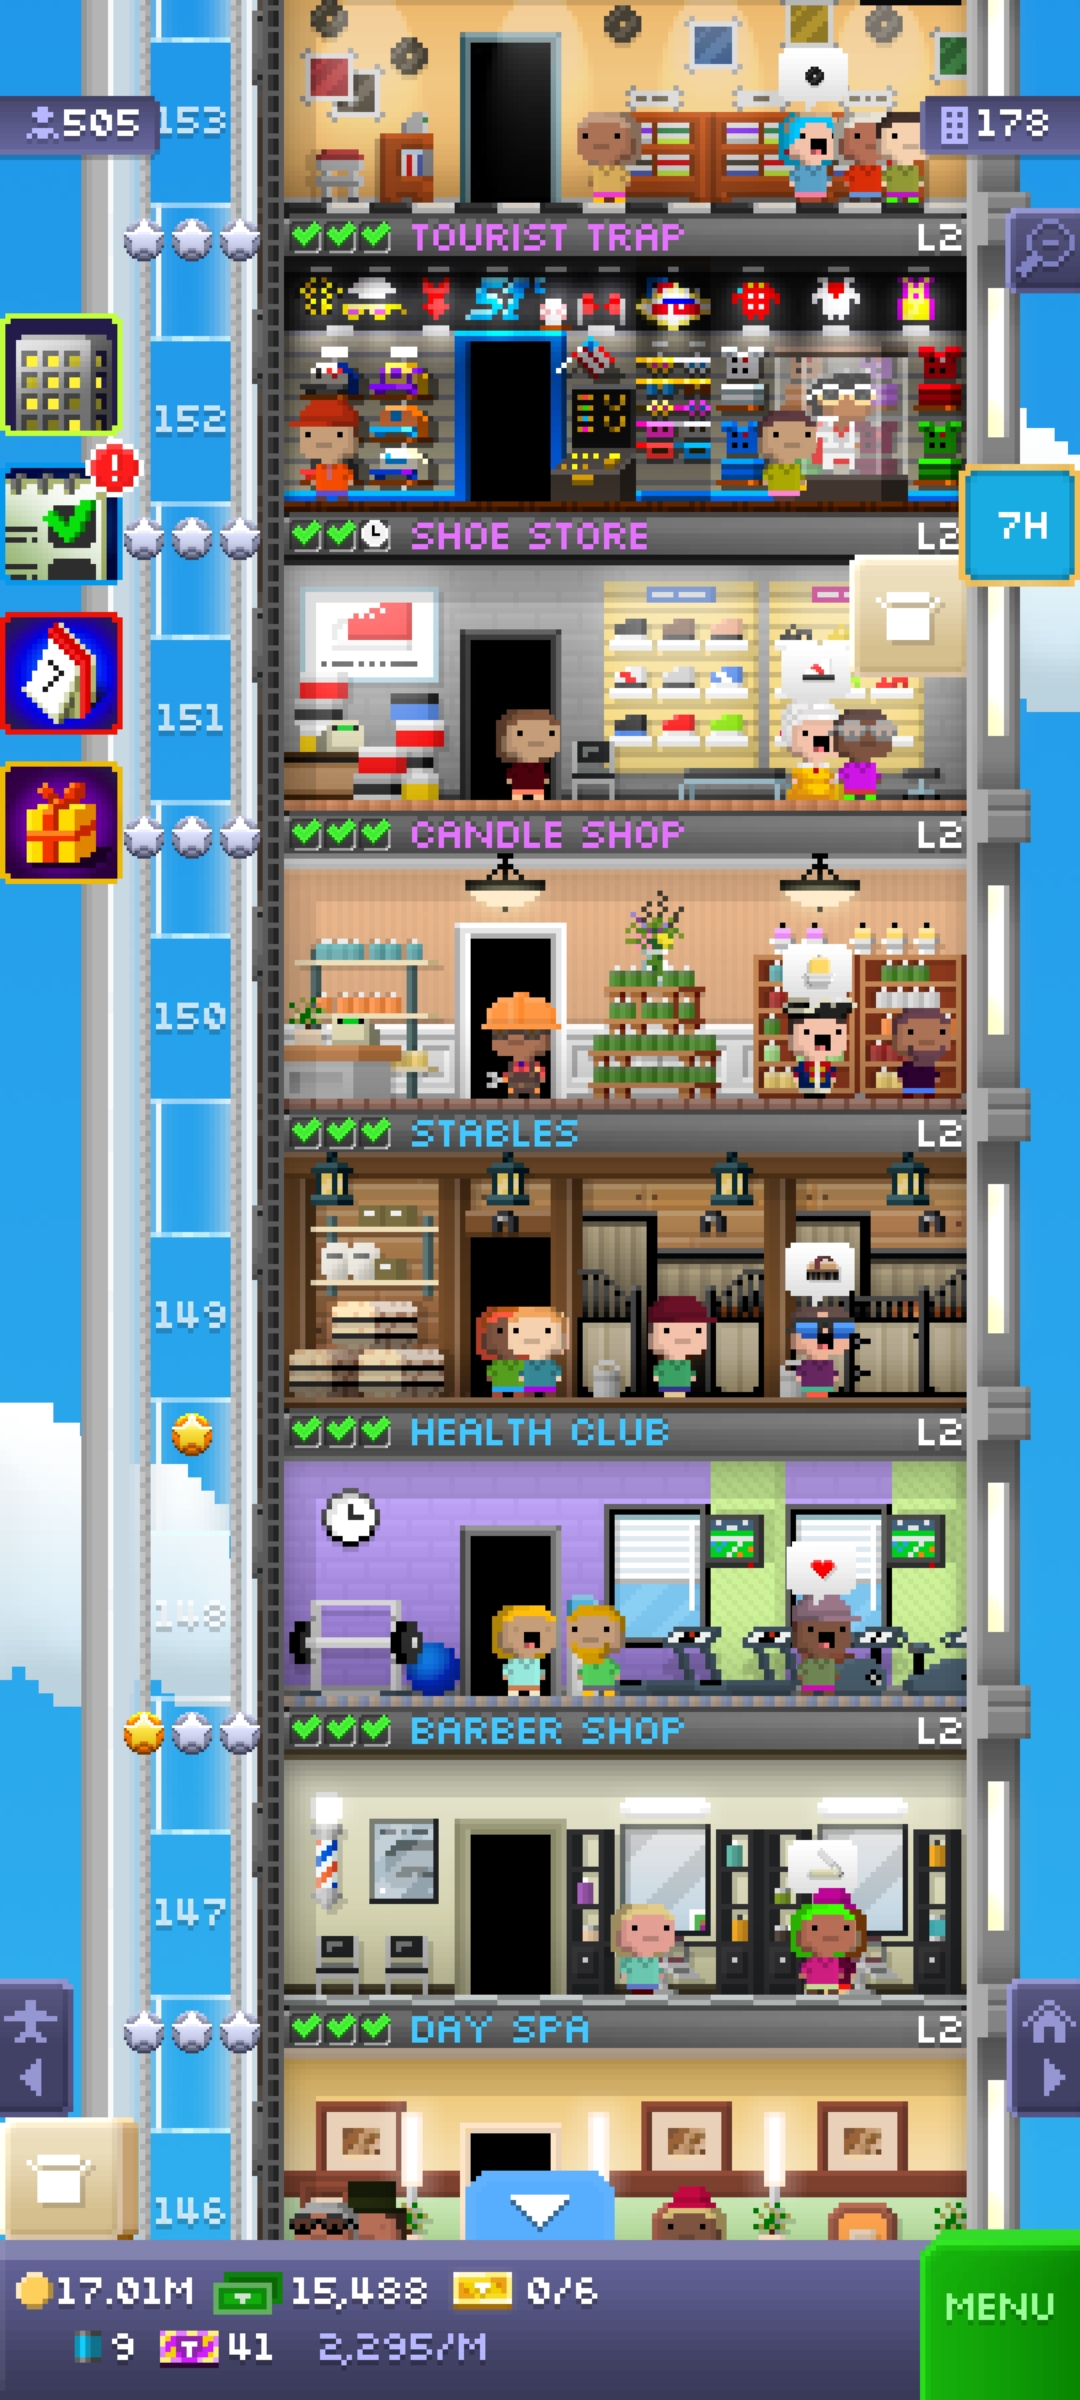 505
153
178
TOURIST TRAP
L2
152
SHOE STORE
L2
7H
151
CANDLE SHOP
L2
150
STABLES
L2
149
HEALTH CLUB
L2
148
BARBER SHOP
L2
147
DAY SPA
L2
146
17.01M 15,488 0/6
9 41 2,295/M
MENU